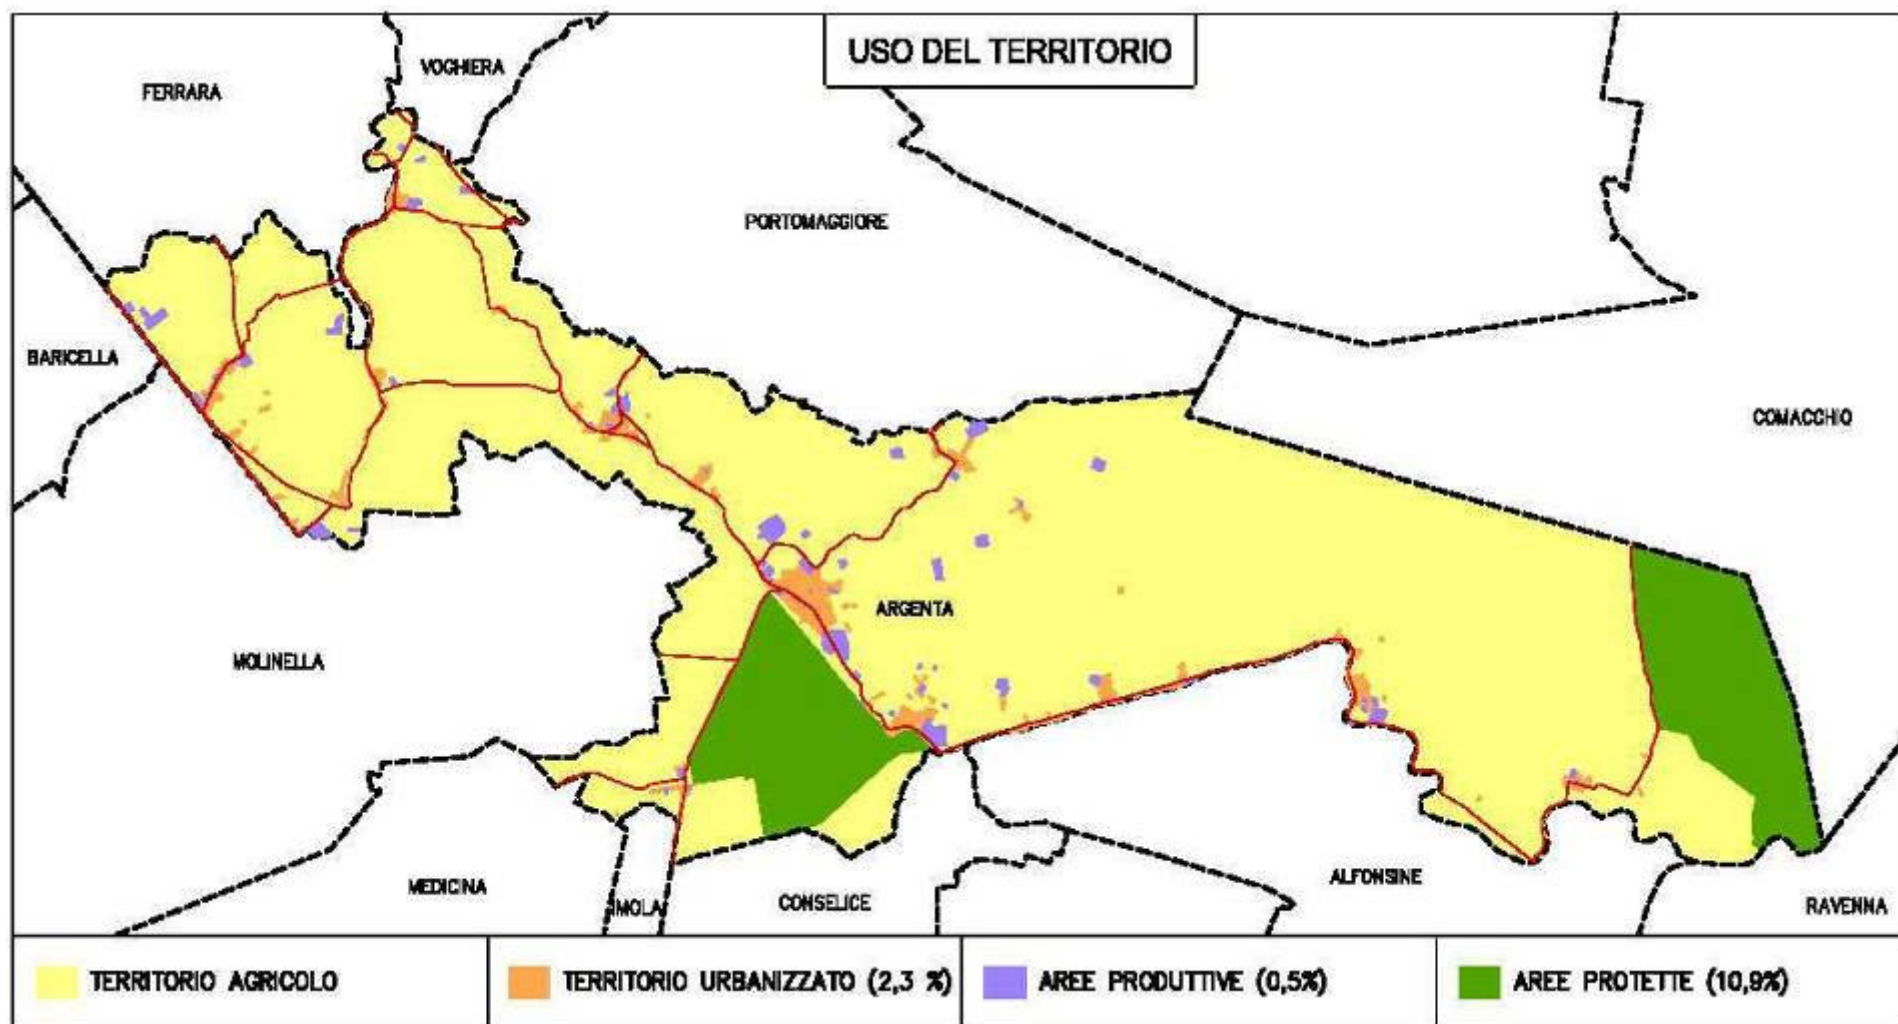 USO DEL TERRITORIO
VOGHIERA
FERRARA
PORTOMAGGIORE
BARICELLA
COMACCHIO
ARGENTA
MOLINELLA
MEDICINA
IMOLA
CONSELICE
ALFONSINE
RAVENNA
TERRITORIO AGRICOLO
TERRITORIO URBANIZZATO (2,3 %)
AREE PRODUTTIVE (0,5%)
AREE PROTETTE (10,9%)